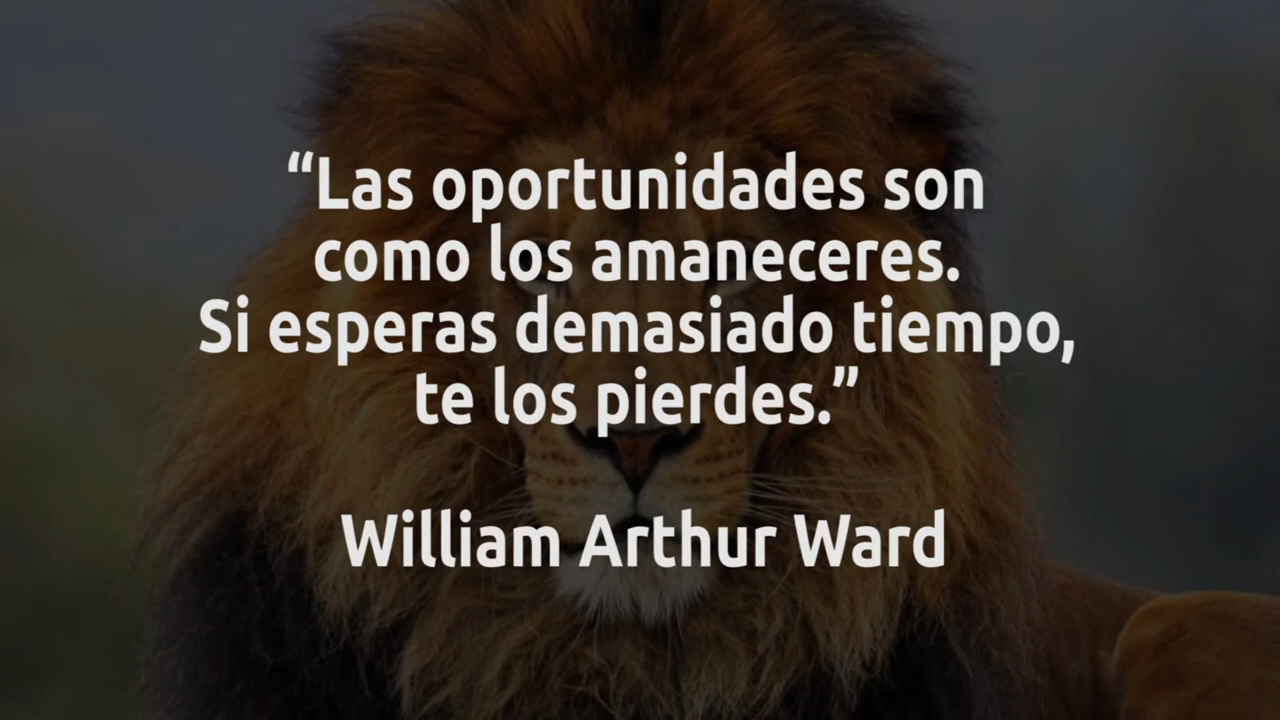 “Las oportunidades son
como los amaneceres.
Si esperas demasiado tiempo,
te los pierdes.”
William Arthur Ward